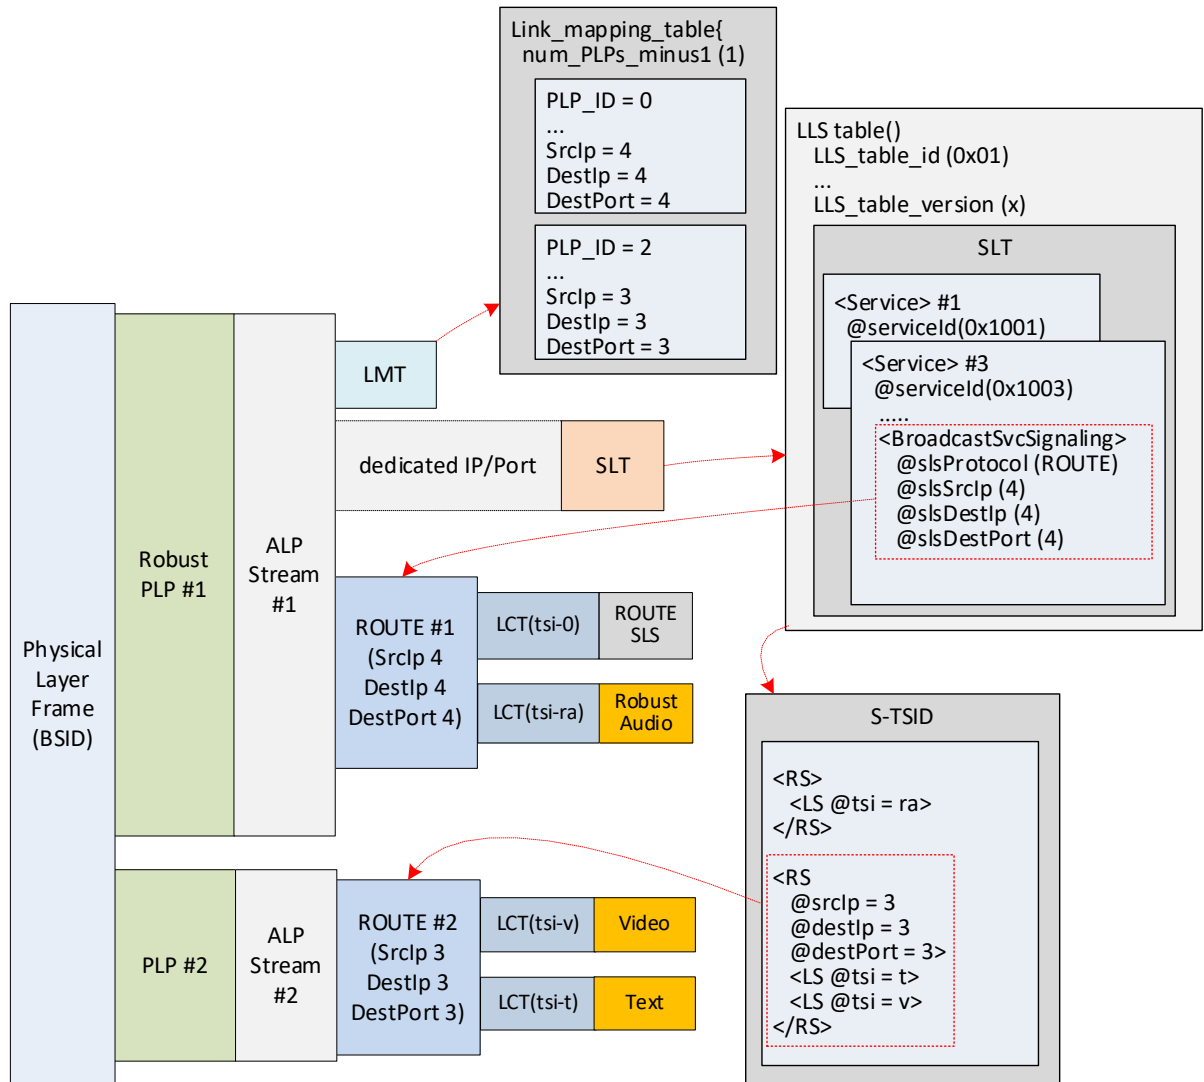 Link_mapping_table{
num_PLPs_minus1 (1)
PLP_ID = 0
...
SrcIp = 4
DestIp = 4
DestPort = 4
PLP_ID = 2
...
SrcIp = 3
DestIp = 3
DestPort = 3
LLS table()
LLS_table_id (0x01)
...
LLS_table_version (x)
SLT
<Service> #1
@serviceId(0x1001)
<Service> #3
@serviceId(0x1003)
.....
<BroadcastSvcSignaling>
@slsProtocol (ROUTE)
@slsSrcIp (4)
@slsDestIp (4)
@slsDestPort (4)
Physical
Layer
Frame
(BSID)
Robust
PLP #1
ALP
Stream
#1
LMT
dedicated IP/Port
SLT
ROUTE #1
(SrcIp 4
DestIp 4
DestPort 4)
LCT(tsi-0)
ROUTE
SLS
LCT(tsi-ra)
Robust
Audio
PLP #2
ALP
Stream
#2
ROUTE #2
(SrcIp 3
DestIp 3
DestPort 3)
LCT(tsi-v)
Video
LCT(tsi-t)
Text
S-TSID
<RS>
<LS @tsi = ra>
</RS>
<RS
@srcIp = 3
@destIp = 3
@destPort = 3>
<LS @tsi = t>
<LS @tsi = v>
</RS>